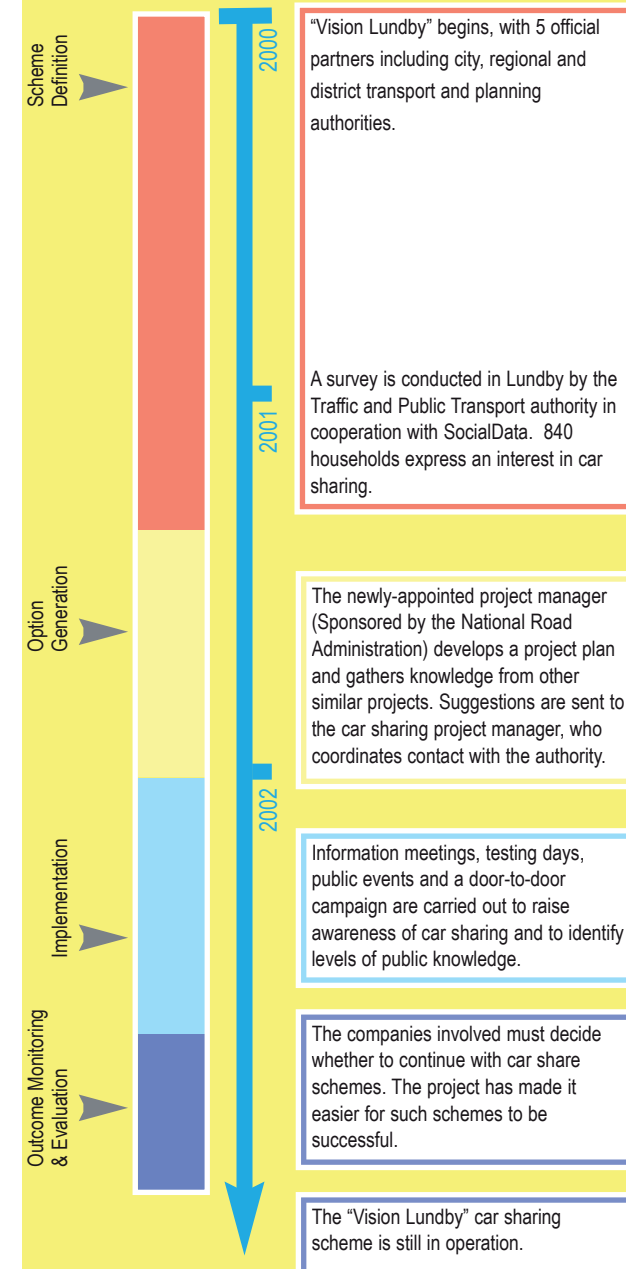 Scheme
Definition
2000
“Vision Lundby” begins, with 5 official
partners including city, regional and
district transport and planning
authorities.
2001
A survey is conducted in Lundby by the
Traffic and Public Transport authority in
cooperation with SocialData.  840
households express an interest in car
sharing.
Option
Generation
The newly-appointed project manager
(Sponsored by the National Road
Administration) develops a project plan
and gathers knowledge from other
similar projects. Suggestions are sent to
the car sharing project manager, who
coordinates contact with the authority.
2002
Implementation
Information meetings, testing days,
public events and a door-to-door
campaign are carried out to raise
awareness of car sharing and to identify
levels of public knowledge.
Outcome Monitoring
& Evaluation
The companies involved must decide
whether to continue with car share
schemes. The project has made it
easier for such schemes to be
successful.
The “Vision Lundby” car sharing
scheme is still in operation.